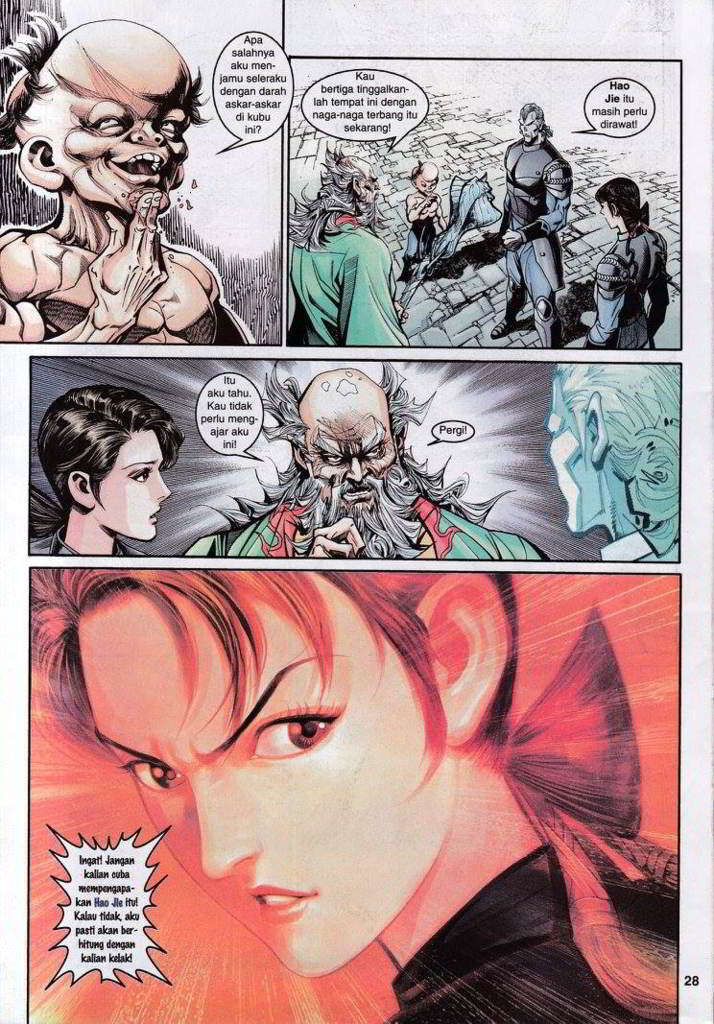 Apa
salahnya
aku men-
jamu seleraku
dengan darah
askar-askar
di kubu
ini?
Kau
bertiga tinggalkan-
lah tempat ini dengan
naga-naga terbang itu
sekarang!
Hao
Jie itu
masih perlu
dirawat!
Itu
aku tahu.
Kau tidak
perlu meng-
ajar aku
ini!
Pergi!
Ingat! Jangan
kalian cuba
mempengapa-
kan Hao Jie itu!
Kalau tidak, aku
pasti akan ber-
hitung dengan
kalian kelak!
28